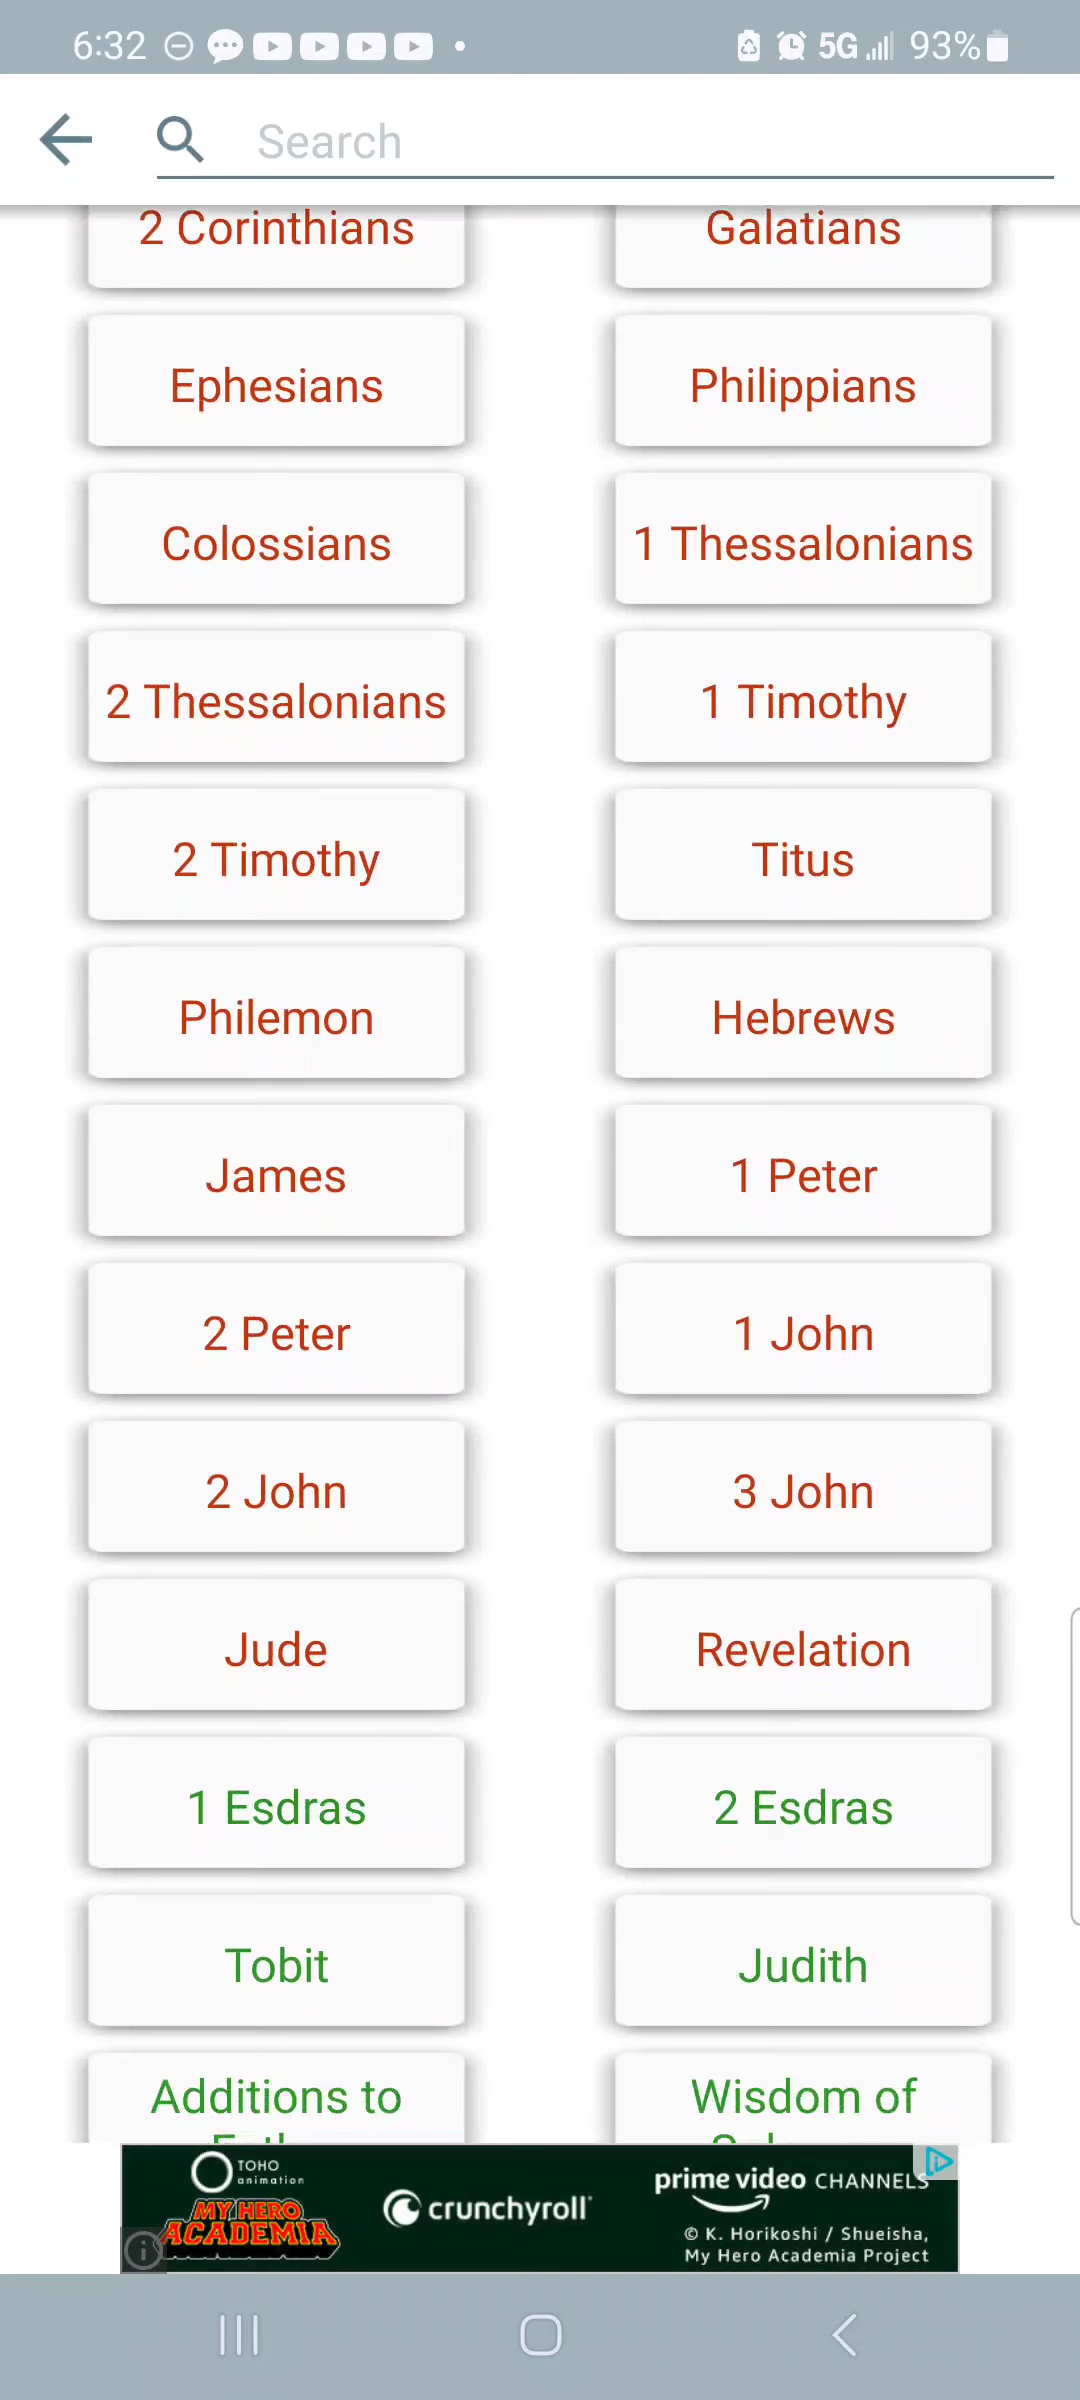 6:32 5G 93%
Search
2 Corinthians Galatians
Ephesians Philippians
Colossians 1 Thessalonians
2 Thessalonians 1 Timothy
2 Timothy Titus
Philemon Hebrews
James 1 Peter
2 Peter 1 John
2 John 3 John
Jude Revelation
1 Esdras 2 Esdras
Tobit Judith
Additions to Wisdom of
TOHO
animation
MY HERO
ACADEMIA
crunchyroll
prime video CHANNELS
© K. Horikoshi / Shueisha,
My Hero Academia Project